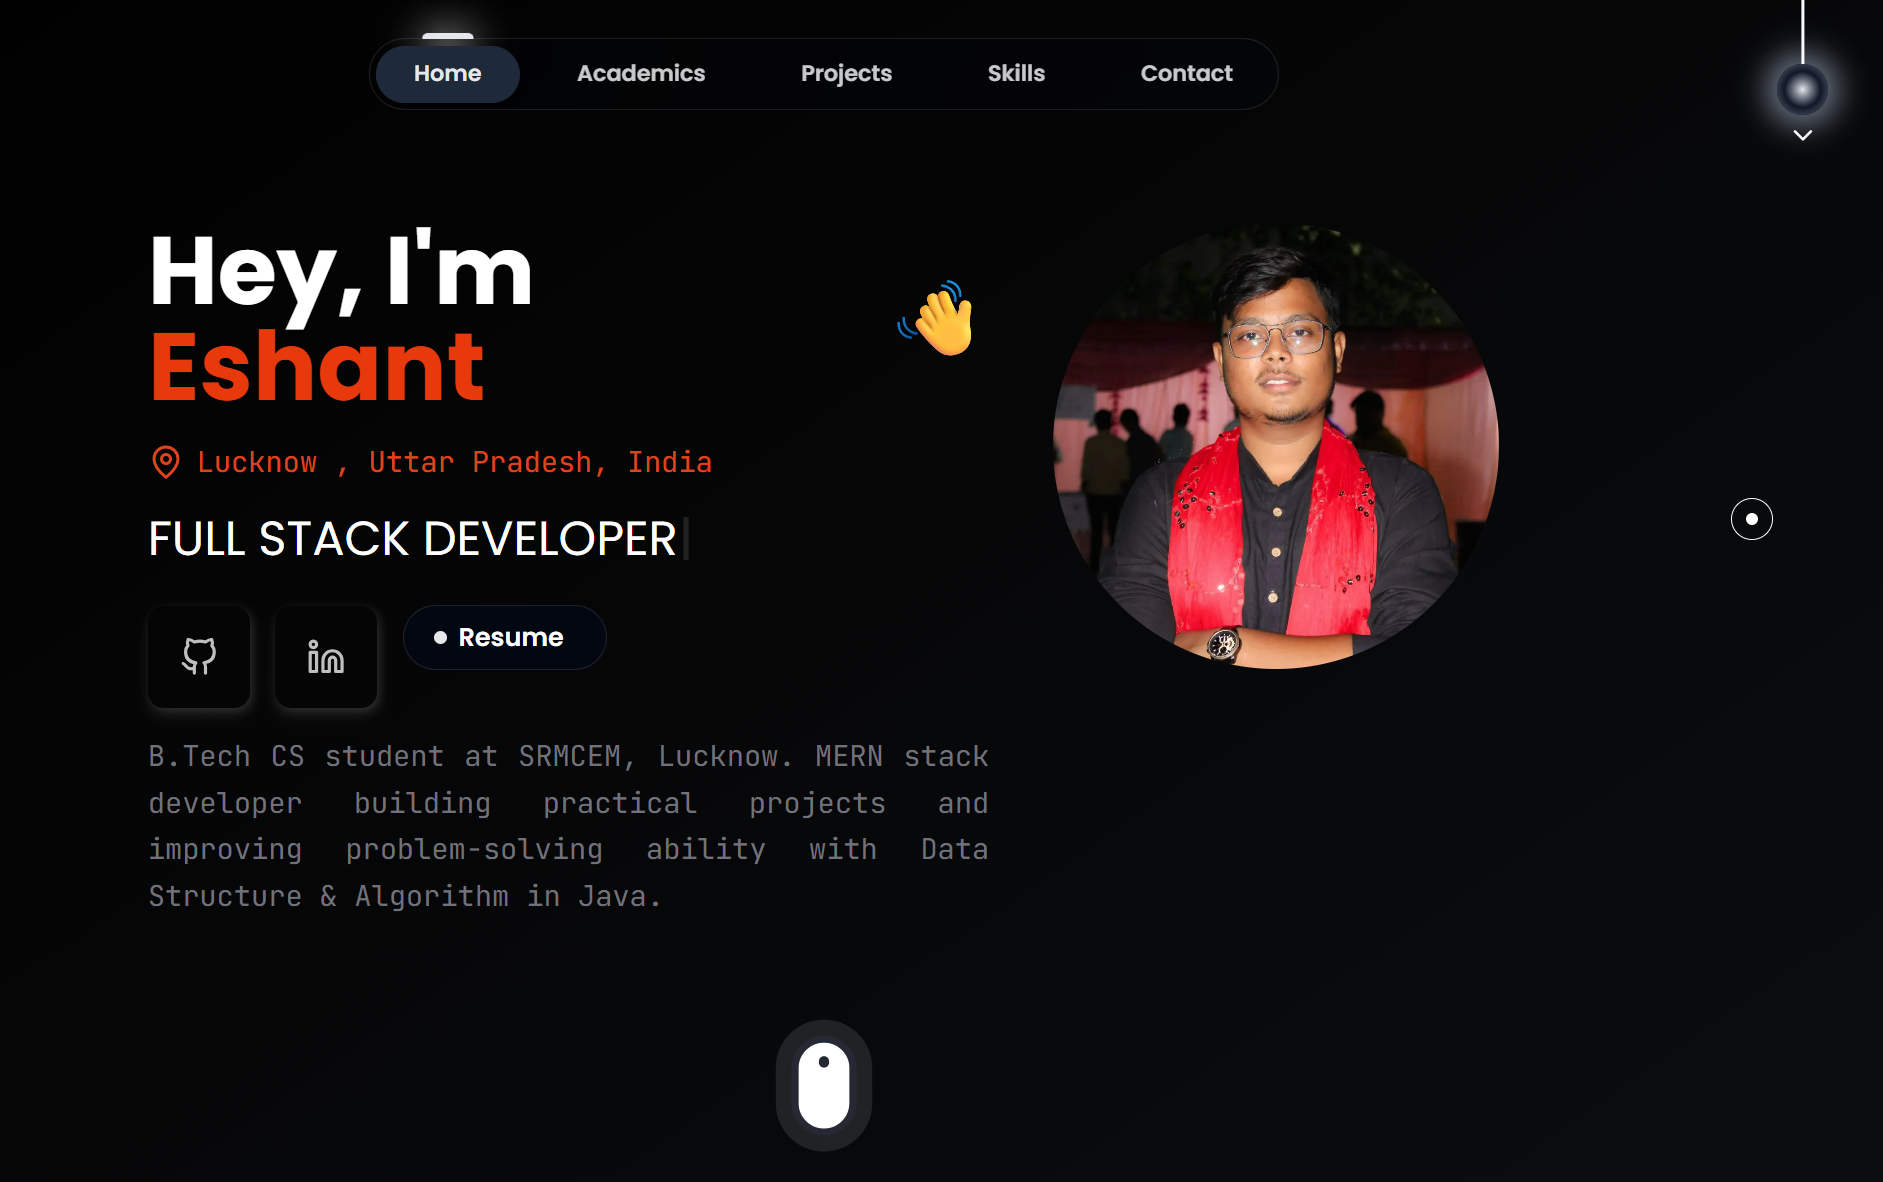 Home Academics Projects Skills Contact
Hey, I'm
Eshant
Lucknow , Uttar Pradesh, India
FULL STACK DEVELOPER
in
Resume
B.Tech CS student at SRMCEM, Lucknow. MERN stack
developer building practical projects and
improving problem-solving ability with Data
Structure & Algorithm in Java.